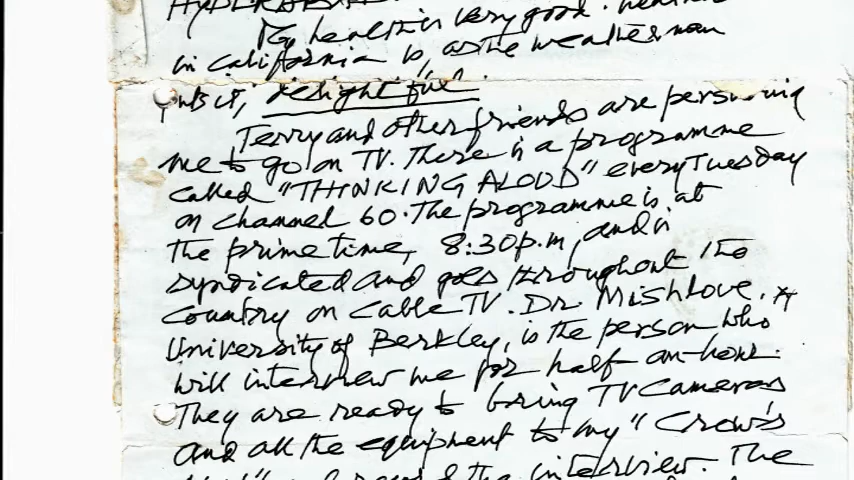 My health is very good. Weather
in California is, as the weatherman
puts it, delightful.
Terry and other friends are persuading
me to go on TV. There is a programme
called "THINKING ALOUD" every Tuesday
on channel 60. The programme is at
the prime time, 8:30 p.m, and is
syndicated and goes throughout the
Country on Cable TV. Dr. Mishlove,
University of Berkley, is the person who
will interview me for half an-hour.
They are ready to bring TV Cameras
and all the equipment to my "Crow's
the interview. The